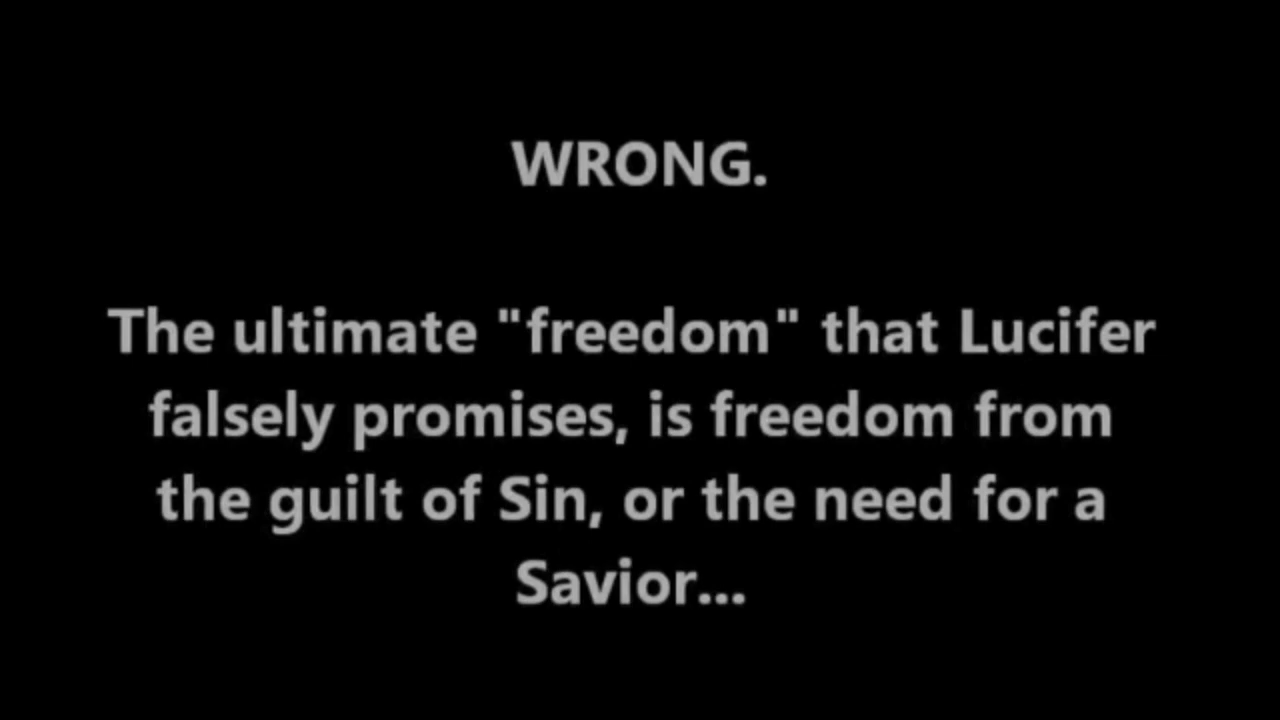 WRONG.
The ultimate "freedom" that Lucifer
falsely promises, is freedom from
the guilt of Sin, or the need for a
Savior...